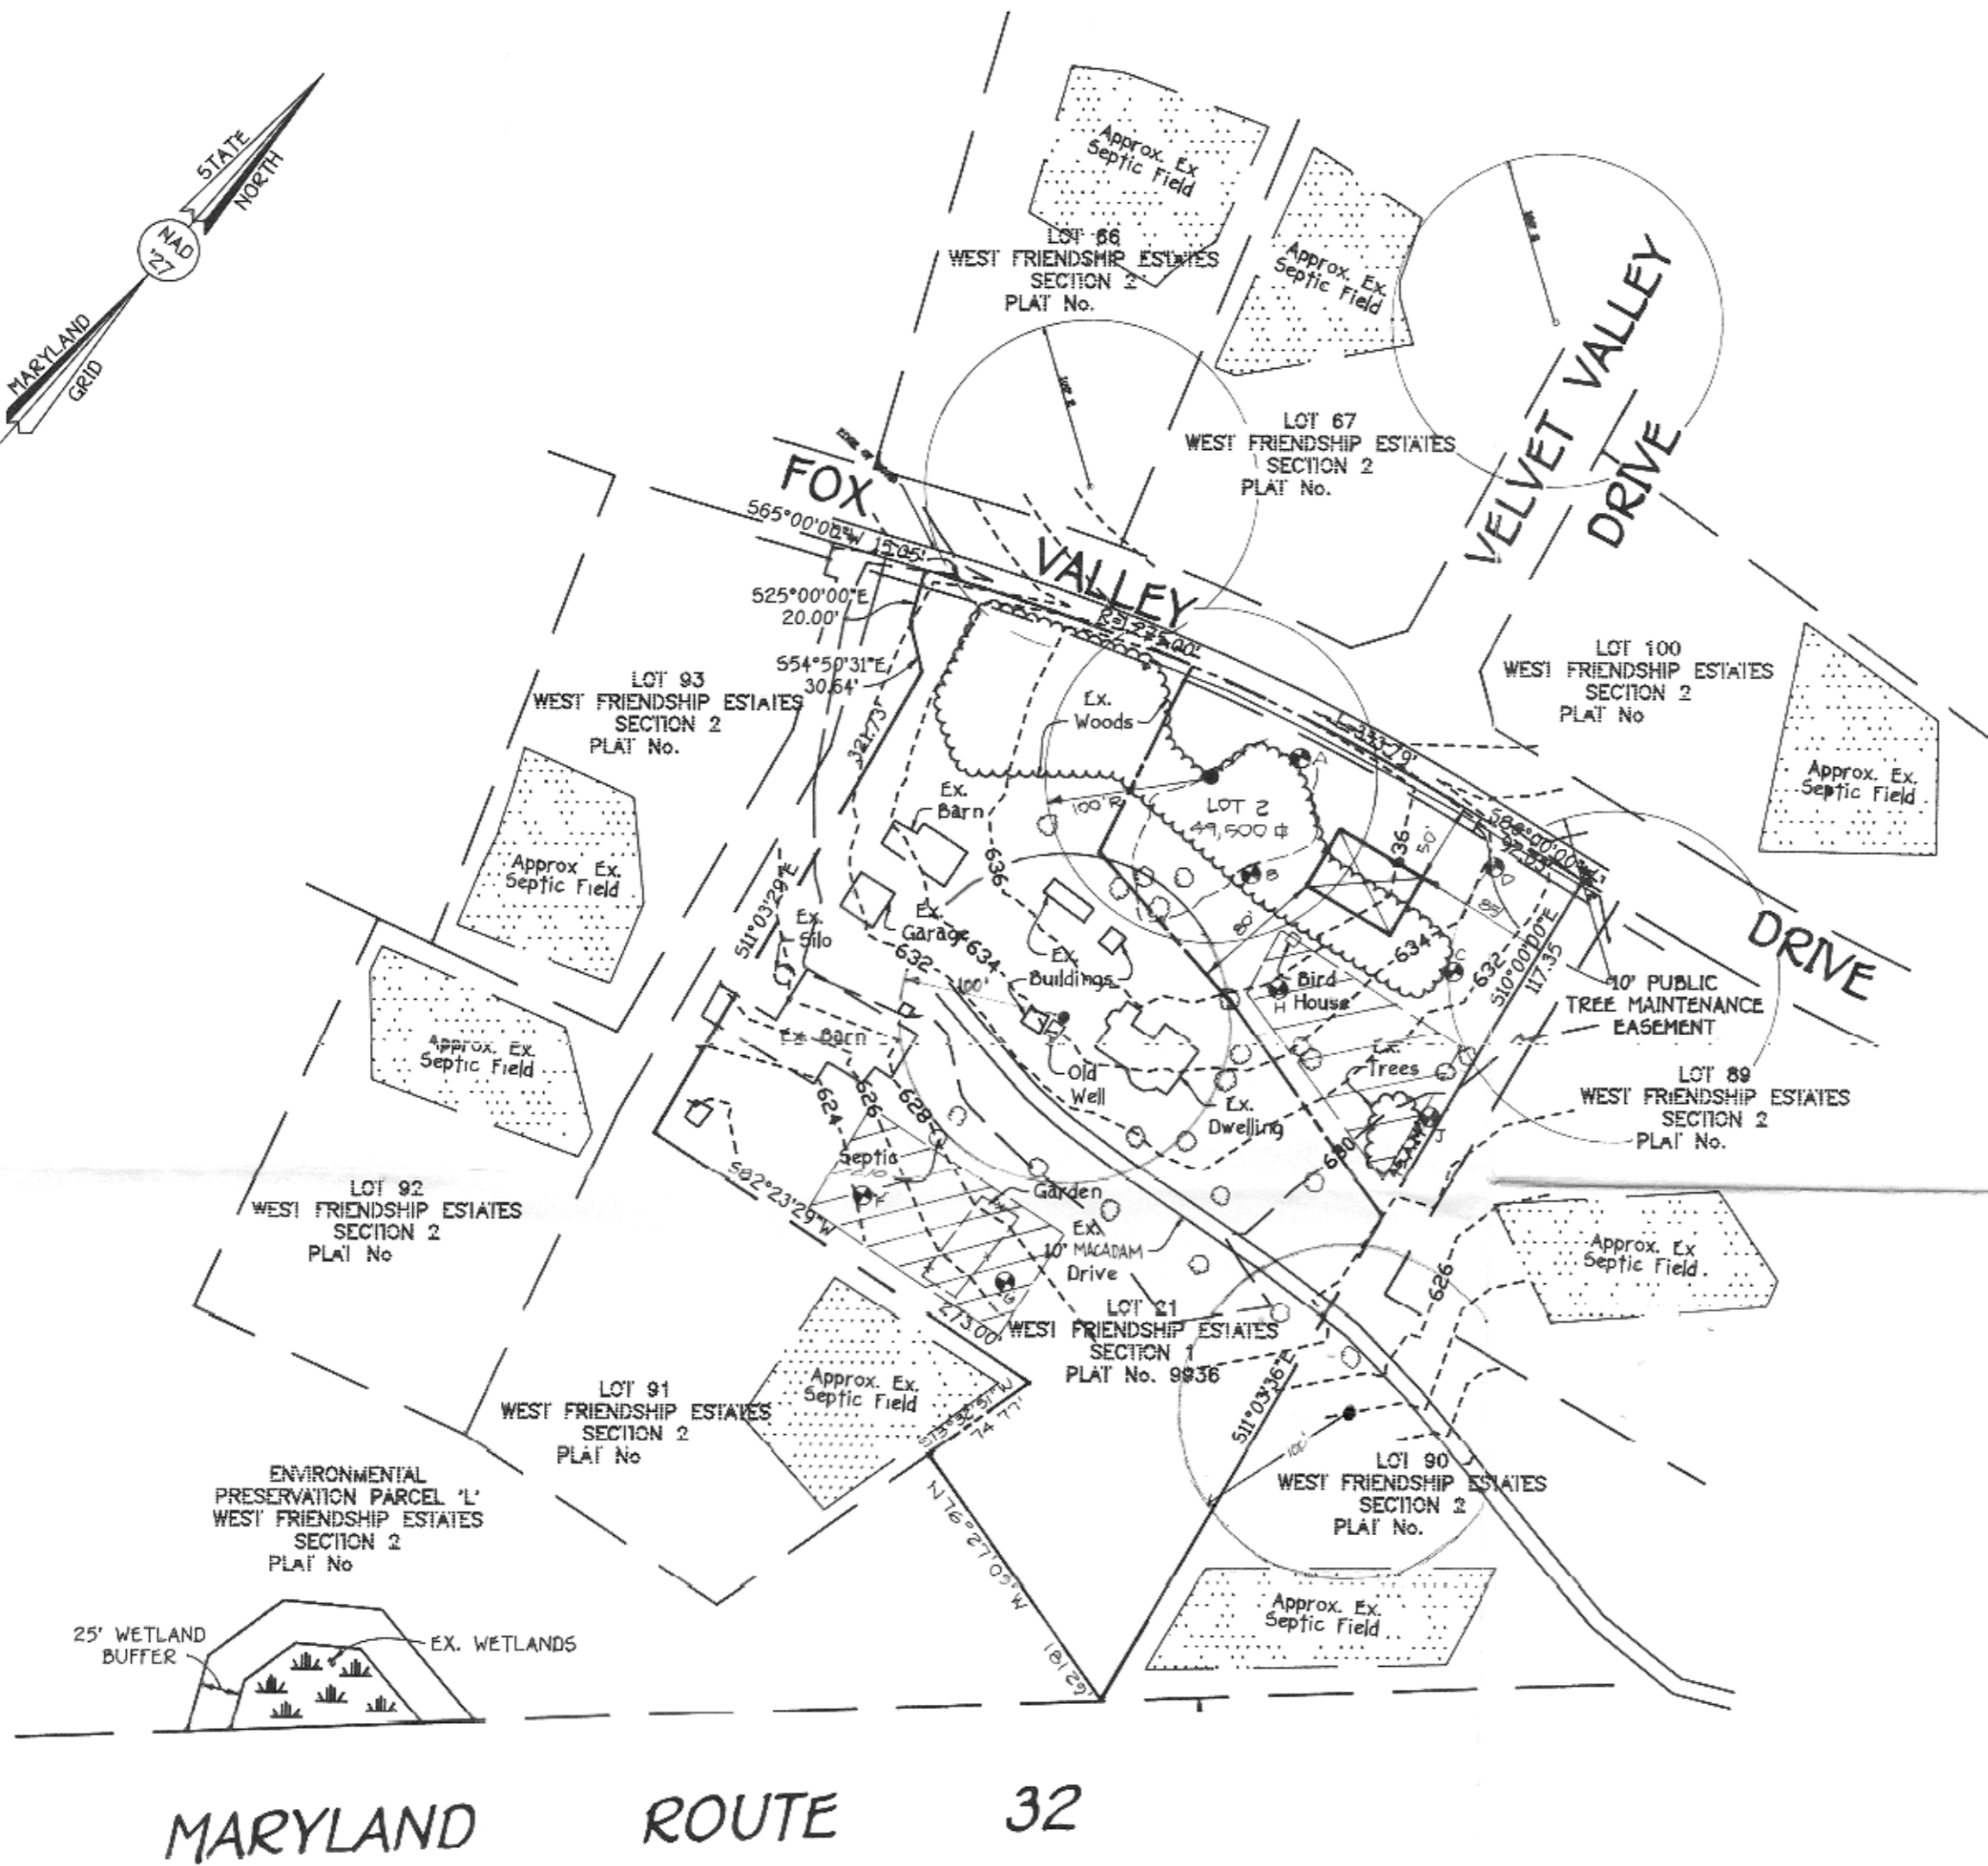 STATE
NORTH
NAD
'27
MARYLAND
GRID
Approx. Ex
Septic Field
LOT 66
WEST FRIENDSHIP ESTATES
SECTION 2
PLAT No.
Approx. Ex.
Septic Field
LOT 67
WEST FRIENDSHIP ESTATES
SECTION 2
PLAT No.
VELVET VALLEY
DRIVE
FOX
VALLEY
DRIVE
S65°00'00"W 15.05'
S25°00'00"E
20.00'
S54°50'31"E
30.64'
321.73'
S11°03'29"E
LOT 93
WEST FRIENDSHIP ESTATES
SECTION 2
PLAT No.
LOT 100
WEST FRIENDSHIP ESTATES
SECTION 2
PLAT No
Approx. Ex.
Septic Field
Ex.
Woods
L=333.79'
A
100'R
LOT 2
49,500
636
50'
B
D
85'
80'
S10°00'00"E
117.35
Ex.
Barn
636
Ex.
Garage
Ex.
Silo
632
634
Ex.
Buildings
100'
634
C
632
Bird
House
H
10' PUBLIC
TREE MAINTENANCE
EASEMENT
Approx Ex.
Septic Field
Approx. Ex.
Septic Field
Ex. Barn
Old
Well
Ex.
Dwelling
Ex.
Trees
J
630
624
626
628
LOT 89
WEST FRIENDSHIP ESTATES
SECTION 2
PLAT No.
Septic
F
Garden
S82°23'29"W
273.00'
G
Ex.
10' MACADAM
Drive
LOT 92
WEST FRIENDSHIP ESTATES
SECTION 2
PLAT No
Approx. Ex
Septic Field
626
LOT 21
WEST FRIENDSHIP ESTATES
SECTION 1
PLAT No. 9936
Approx. Ex.
Septic Field
S11°03'36"E
LOT 91
WEST FRIENDSHIP ESTATES
SECTION 2
PLAT No
74.77'
100'
LOT 90
WEST FRIENDSHIP ESTATES
SECTION 2
PLAT No.
ENVIRONMENTAL
PRESERVATION PARCEL 'L'
WEST FRIENDSHIP ESTATES
SECTION 2
PLAT No
N 76°27'09"W
Approx. Ex.
Septic Field
25' WETLAND
BUFFER
EX. WETLANDS
MARYLAND ROUTE 32